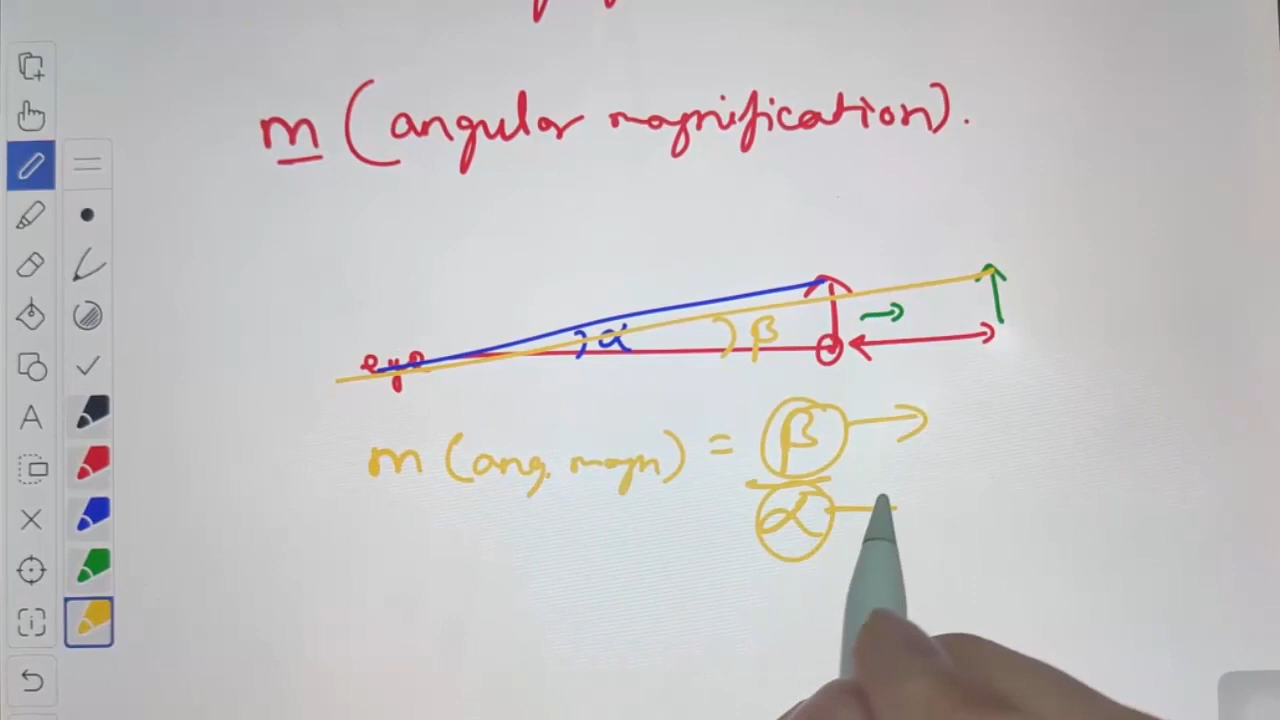 m (angular magnification).
eye α β
m (ang. magn) = β
α